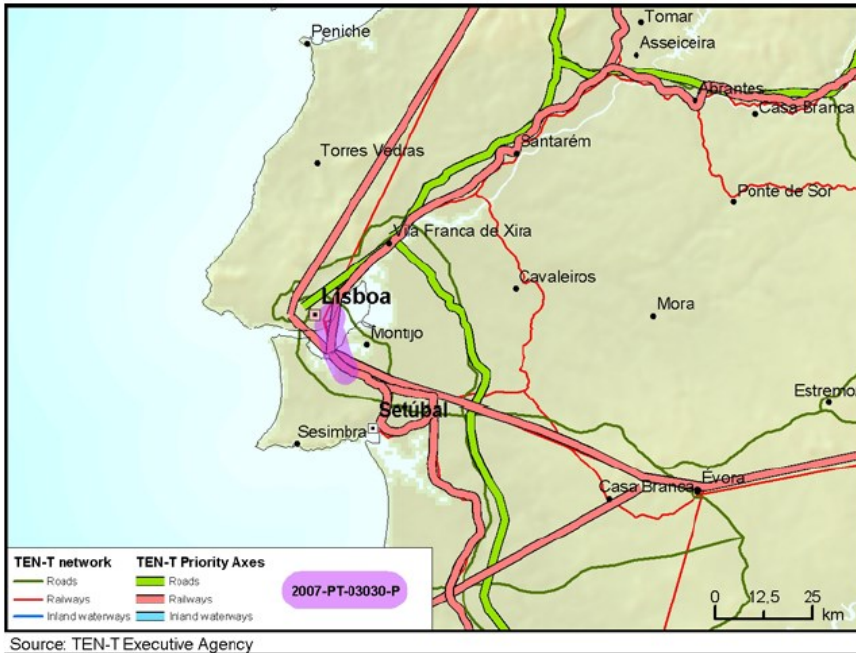 Tomar
Peniche
Asseiceira
Abrantes
Casa Branca
Santarém
Torres Vedras
Ponte de Sor
Vila Franca de Xira
Cavaleiros
Lisboa
Mora
Montijo
Estremo
Setúbal
Sesimbra
Évora
Casa Branca
TEN-T network
Roads
Railways
Inland waterways
TEN-T Priority Axes
Roads
Railways
Inland waterways
2007-PT-03030-P
0 12,5 25
km
Source: TEN-T Executive Agency